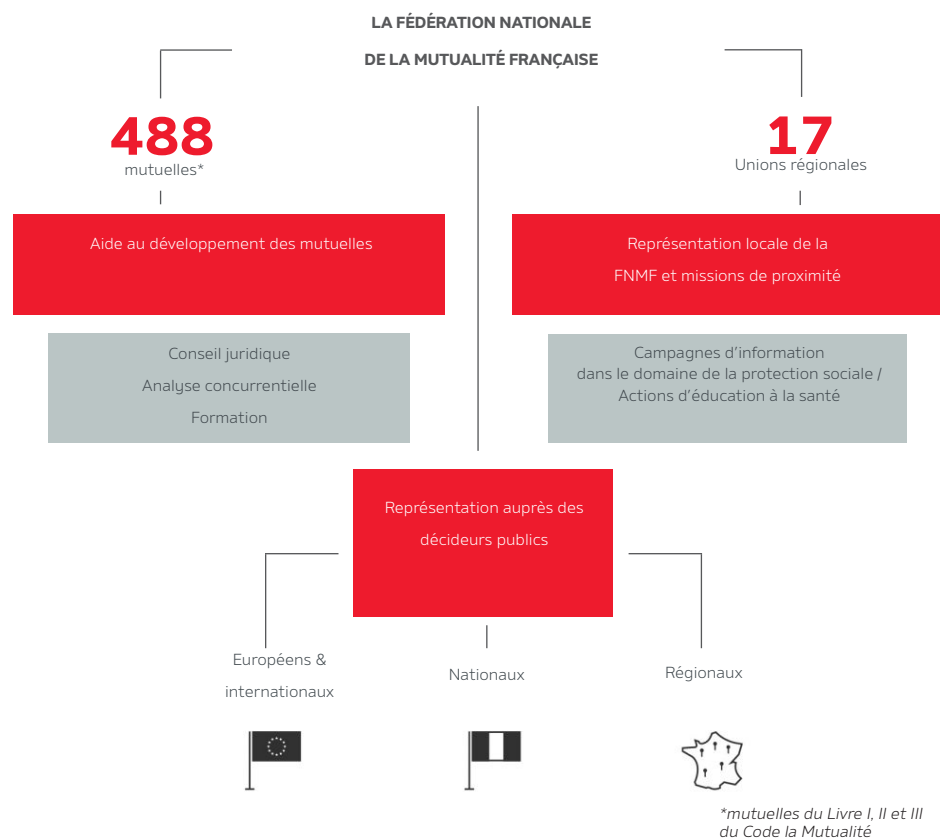 LA FÉDÉRATION NATIONALE
DE LA MUTUALITÉ FRANÇAISE
488
mutuelles*
17
Unions régionales
Aide au développement des mutuelles
Représentation locale de la
FNMF et missions de proximité
Conseil juridique
Analyse concurrentielle
Formation
Campagnes d'information
dans le domaine de la protection sociale /
Actions d'éducation à la santé
Représentation auprès des
décideurs publics
Européens &
internationaux
Nationaux
Régionaux
*mutuelles du Livre I, II et III
du Code la Mutualité